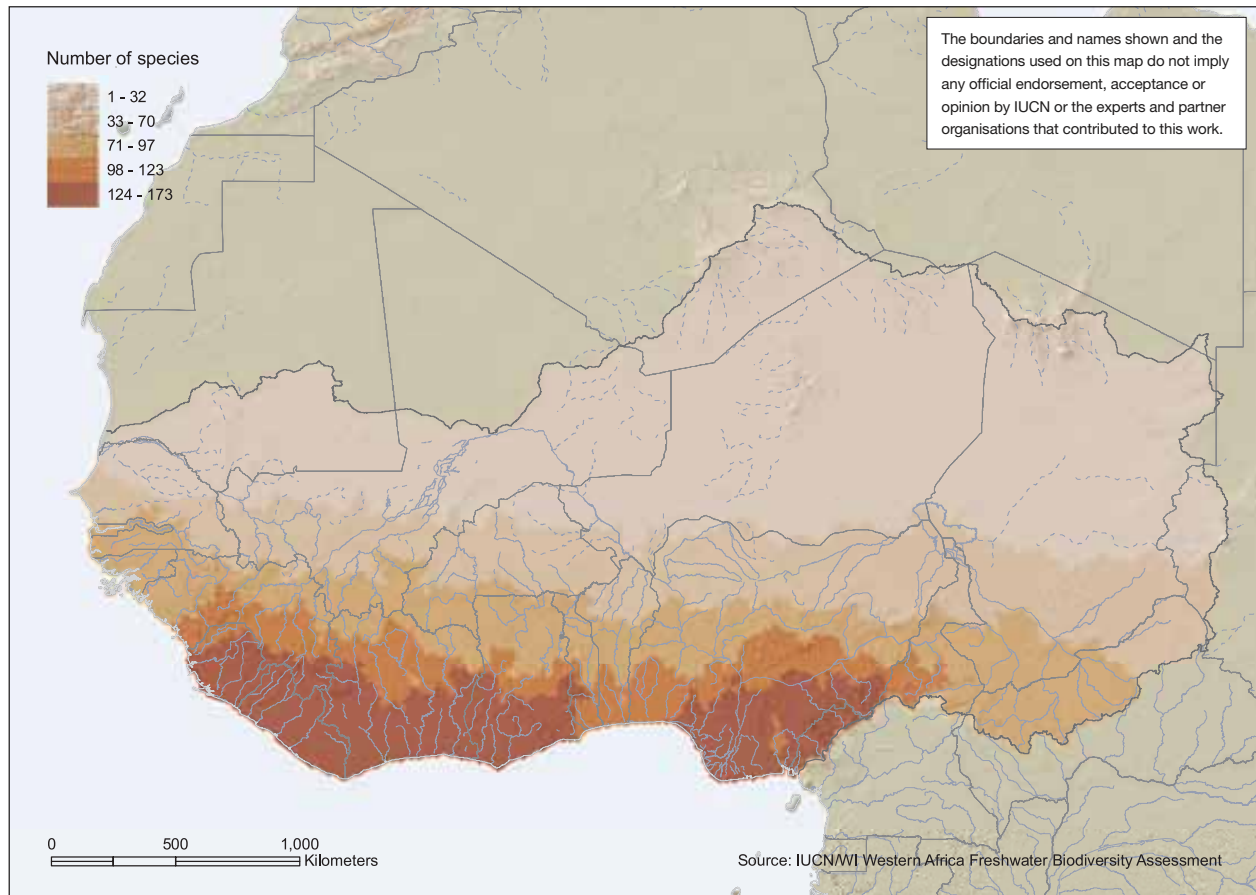 Number of species
1 - 32
33 - 70
71 - 97
98 - 123
124 - 173
The boundaries and names shown and the
designations used on this map do not imply
any official endorsement, acceptance or
opinion by IUCN or the experts and partner
organisations that contributed to this work.
0 500 1,000
Kilometers
Source: IUCN/WI Western Africa Freshwater Biodiversity Assessment